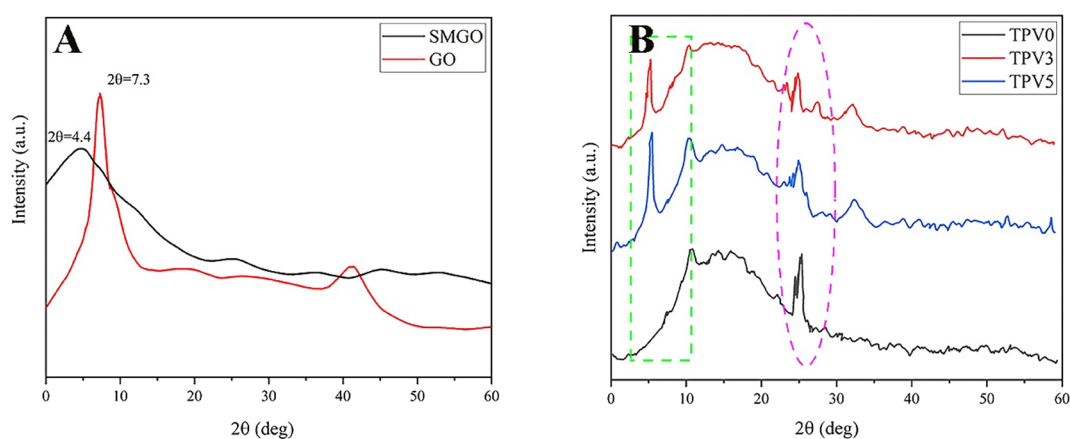 A
SMGO
GO
2θ=7.3
2θ=4.4
Intensity (a.u.)
0 10 20 30 40 50 60
2θ (deg)
B
TPV0
TPV3
TPV5
Intensity (a.u.)
0 10 20 30 40 50 60
2θ (deg)